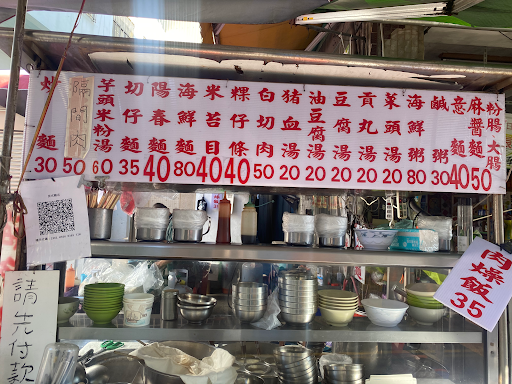 粉腸大腸 50
麻醬麵 40
意麵
鹹粥 30
海鮮粥 80
菜頭湯 20
貢丸湯 20
豆腐湯 20
油豆腐湯 20
豬血湯 20
白切肉 50
粿仔條 40
米苔目 40
海鮮麵 80
陽春麵 40
切仔麵 35
芋頭米粉湯 60
隔間肉 50
炒麵 30
肉燥飯 35
請先付款